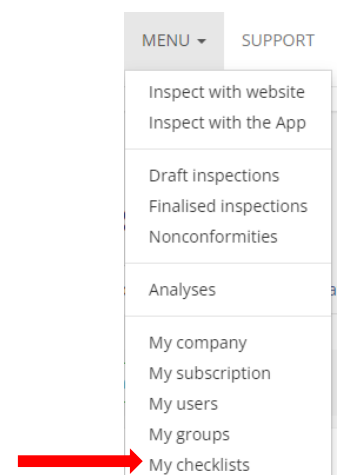 MENU SUPPORT
Inspect with website
Inspect with the App
Draft inspections
Finalised inspections
Nonconformities
Analyses
My company
My subscription
My users
My groups
My checklists